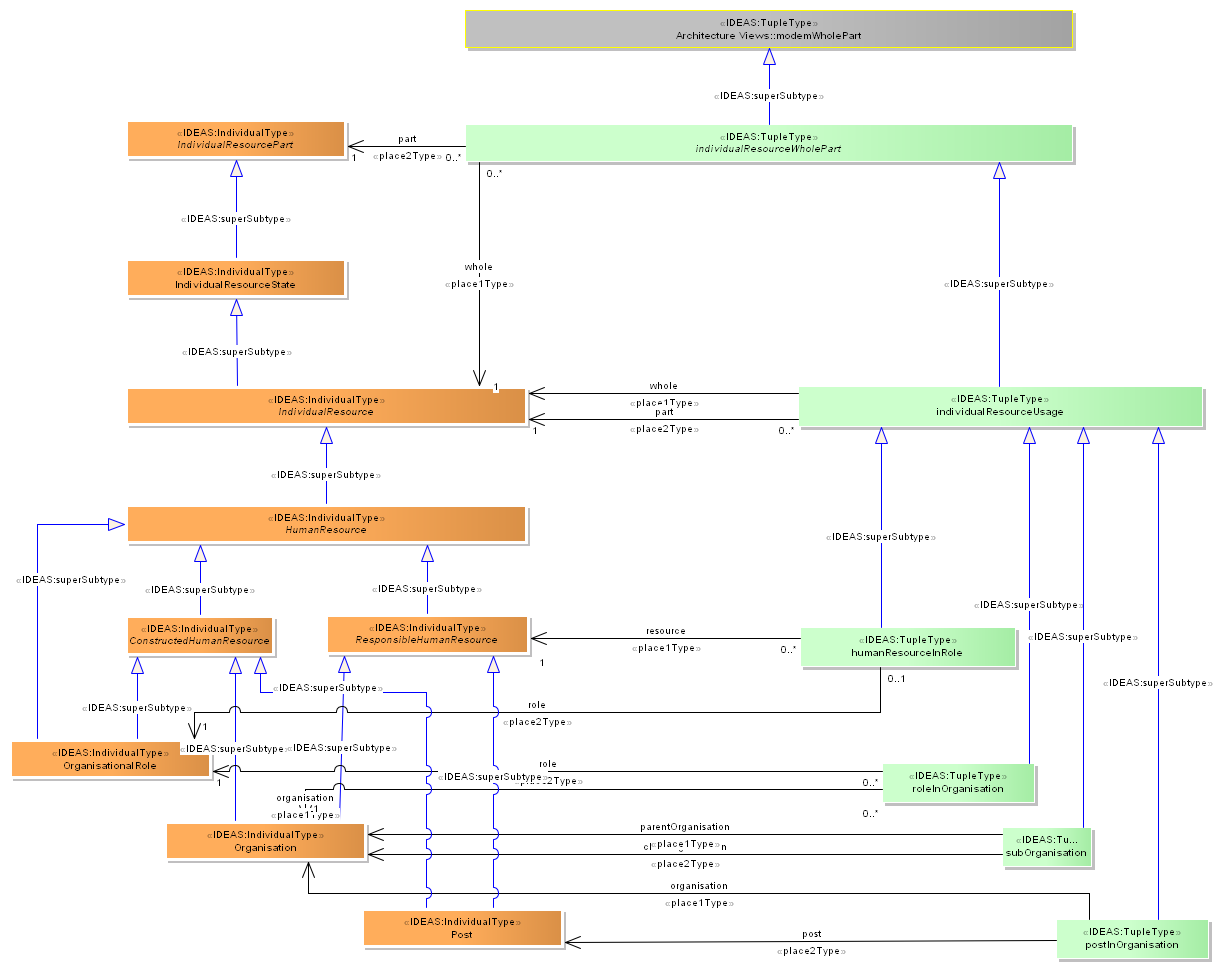 «IDEAS:TupleType»
Architecture Views::modemWholePart
«IDEAS:superSubtype»
«IDEAS:IndividualType»
IndividualResourcePart
part
«place2Type»
1
0..*
«IDEAS:TupleType»
individualResourceWholePart
0..*
«IDEAS:superSubtype»
whole
«place1Type»
«IDEAS:superSubtype»
«IDEAS:IndividualType»
IndividualResourceState
«IDEAS:superSubtype»
1
«IDEAS:IndividualType»
IndividualResource
whole
«place1Type»
part
«place2Type»
1
0..*
«IDEAS:TupleType»
individualResourceUsage
«IDEAS:superSubtype»
«IDEAS:IndividualType»
HumanResource
«IDEAS:superSubtype»
«IDEAS:superSubtype»
«IDEAS:superSubtype»
«IDEAS:superSubtype»
«IDEAS:superSubtype»
«IDEAS:IndividualType»
ConstructedHumanResource
«IDEAS:IndividualType»
ResponsibleHumanResource
resource
«place1Type»
1
0..*
«IDEAS:TupleType»
humanResourceInRole
0..1
«IDEAS:superSubtype»
«IDEAS:superSubtype»
«IDEAS:superSubtype»
«IDEAS:superSubtype»
role
«place2Type»
1
«IDEAS:superSubtype»
«IDEAS:superSubtype»
«IDEAS:IndividualType»
OrganisationalRole
role
«IDEAS:superSubtype»
place2Type»
1
0..*
«IDEAS:TupleType»
roleInOrganisation
organisation
1
«place1Type»
0..*
«IDEAS:IndividualType»
Organisation
parentOrganisation
«place1Type»
«place2Type»
«IDEAS:Tu...
subOrganisation
organisation
«place1Type»
«IDEAS:IndividualType»
Post
post
«place2Type»
«IDEAS:TupleType»
postInOrganisation